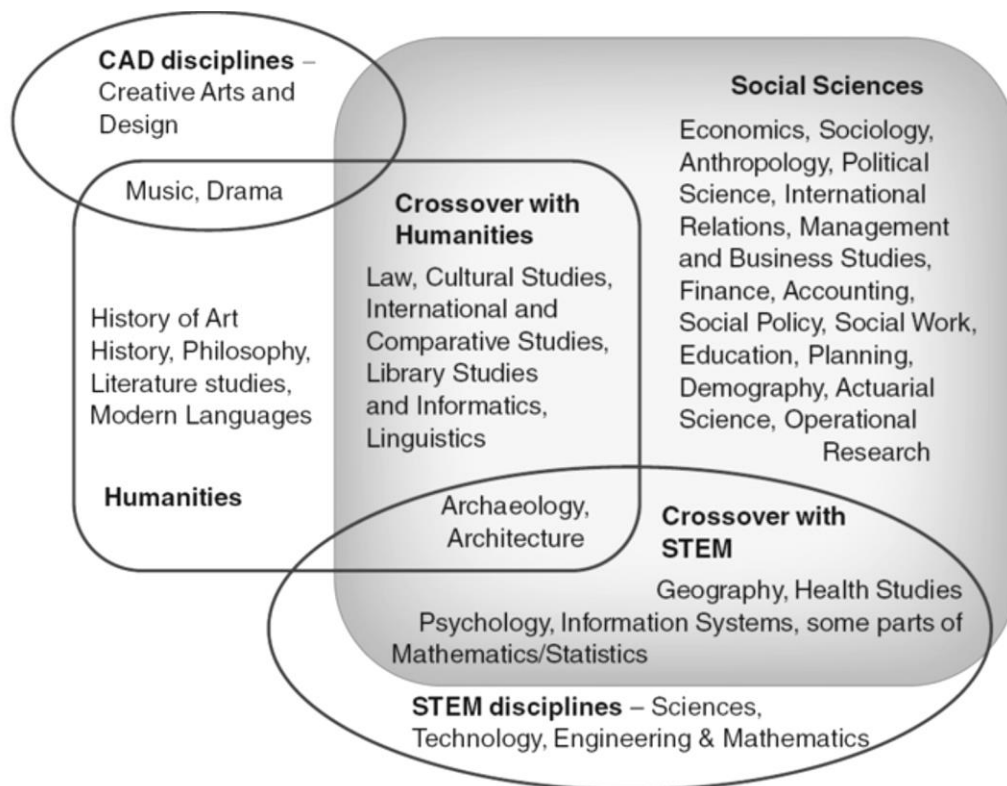 CAD disciplines –
Creative Arts and
Design
Music, Drama
History of Art
History, Philosophy,
Literature studies,
Modern Languages
Humanities
Crossover with
Humanities
Law, Cultural Studies,
International and
Comparative Studies,
Library Studies
and Informatics,
Linguistics
Archaeology,
Architecture
Social Sciences
Economics, Sociology,
Anthropology, Political
Science, International
Relations, Management
and Business Studies,
Finance, Accounting,
Social Policy, Social Work,
Education, Planning,
Demography, Actuarial
Science, Operational
Research
Crossover with
STEM
Geography, Health Studies
Psychology, Information Systems, some parts of
Mathematics/Statistics
STEM disciplines – Sciences,
Technology, Engineering & Mathematics